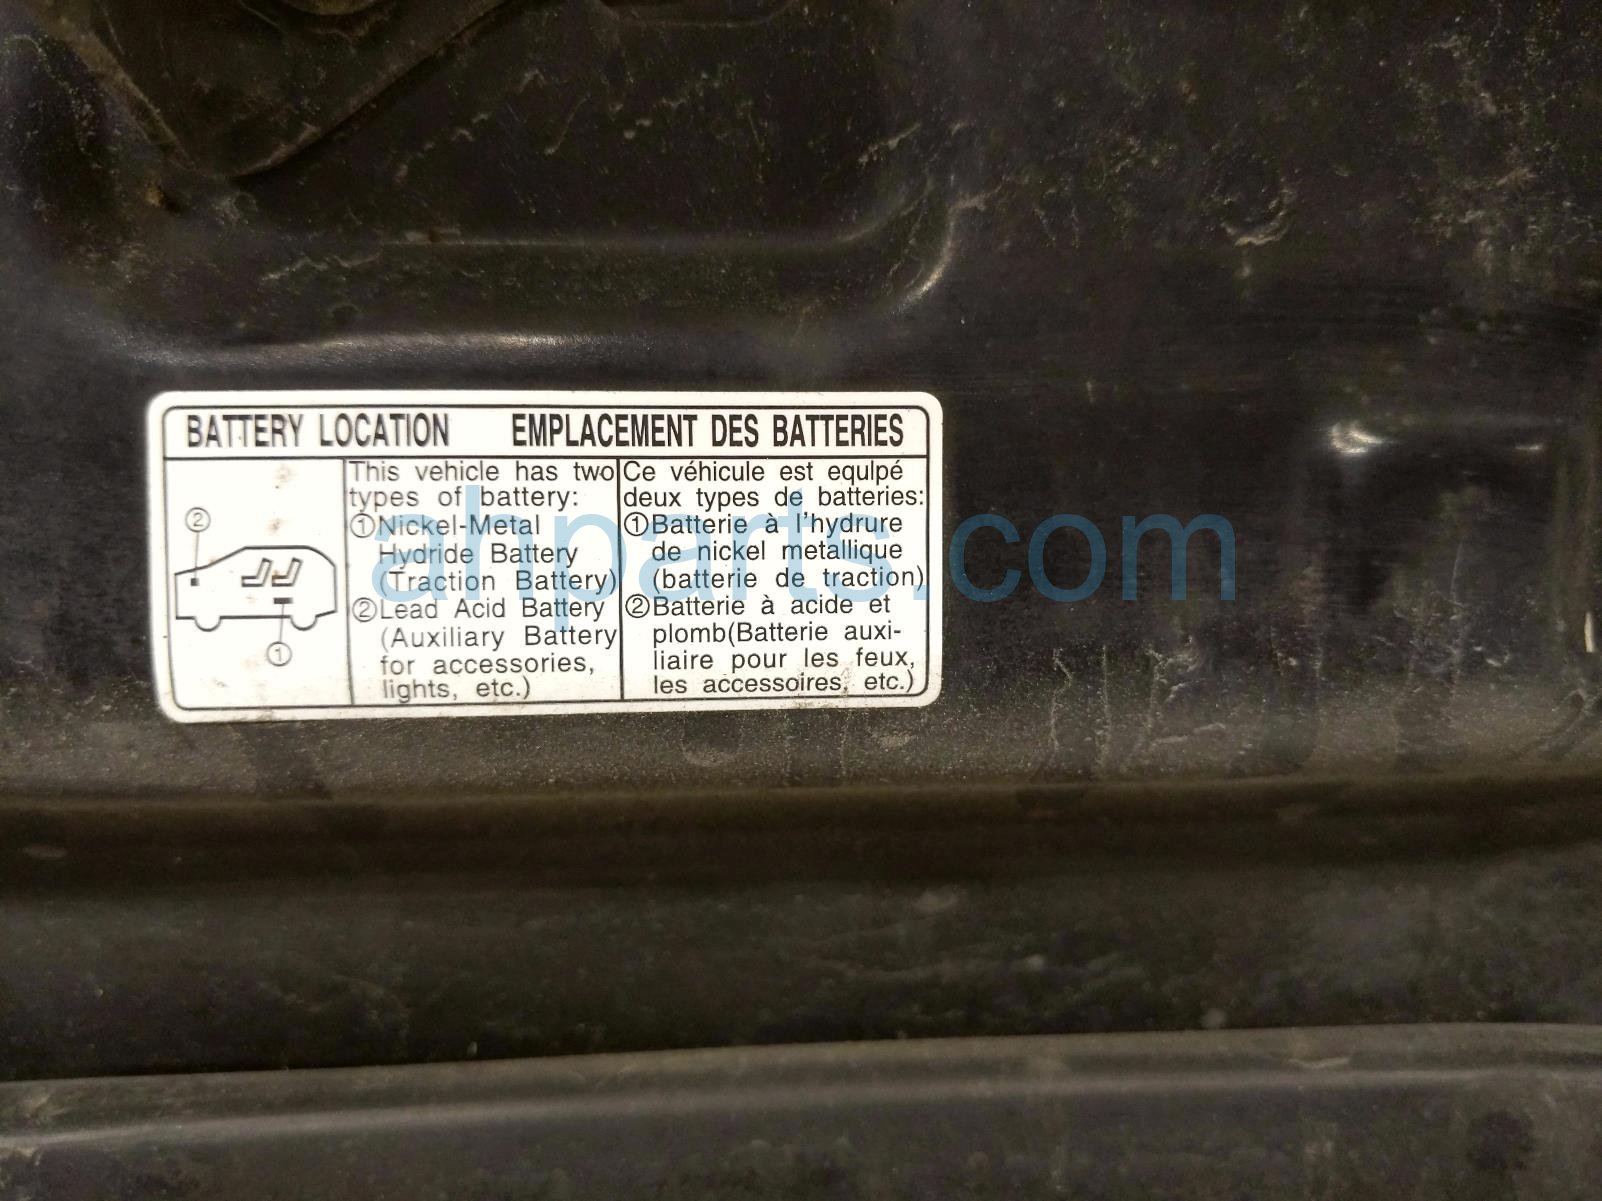 BATTERY LOCATION EMPLACEMENT DES BATTERIES
②
①
This vehicle has two
types of battery:
①Nickel-Metal
Hydride Battery
(Traction Battery)
②Lead Acid Battery
(Auxiliary Battery
for accessories,
lights, etc.)
Ce véhicule est equipé
deux types de batteries:
①Batterie à l'hydrure
de nickel metallique
(batterie de traction)
②Batterie à acide et
plomb(Batterie auxi-
liaire pour les feux,
les accessoires, etc.)
ahparts.com